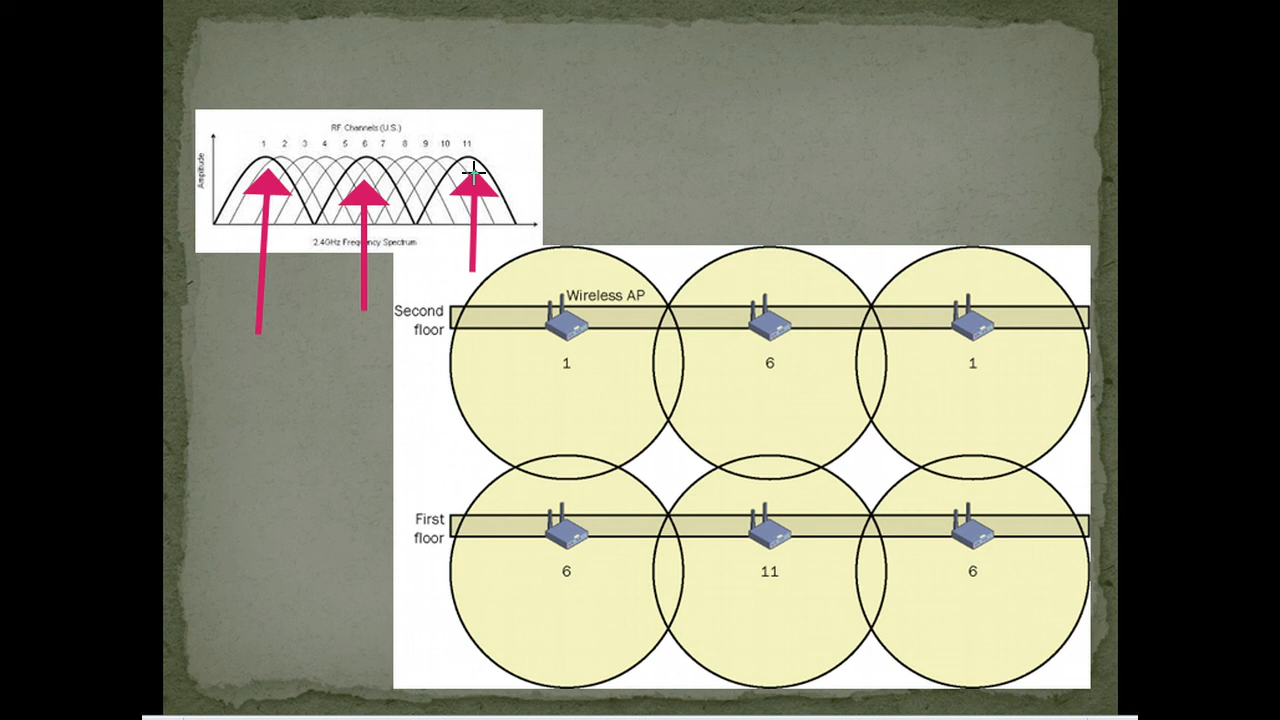 RF Channels (U.S.)
1 2 3 4 5 6 7 8 9 10 11
Amplitude
2.4GHz Frequency Spectrum
Wireless AP
Second
floor
1 6 1
First
floor
6 11 6